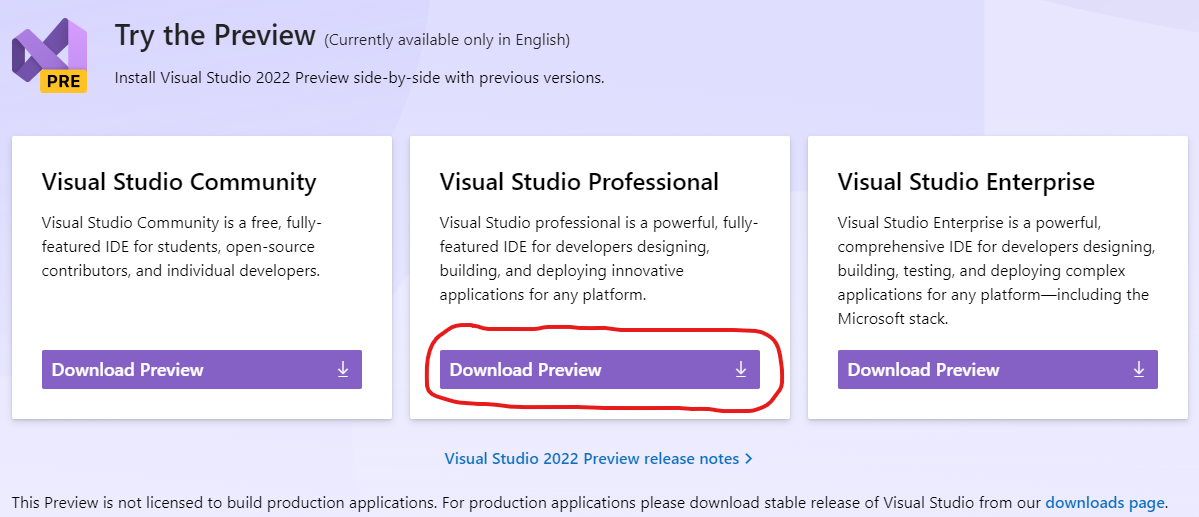 Try the Preview (Currently available only in English)
PRE
Install Visual Studio 2022 Preview side-by-side with previous versions.
Visual Studio Community
Visual Studio Community is a free, fully-
featured IDE for students, open-source
contributors, and individual developers.
Download Preview
Visual Studio Professional
Visual Studio professional is a powerful, fully-
featured IDE for developers designing,
building, and deploying innovative
applications for any platform.
Download Preview
Visual Studio Enterprise
Visual Studio Enterprise is a powerful,
comprehensive IDE for developers designing,
building, testing, and deploying complex
applications for any platform—including the
Microsoft stack.
Download Preview
Visual Studio 2022 Preview release notes >
This Preview is not licensed to build production applications. For production applications please download stable release of Visual Studio from our downloads page.